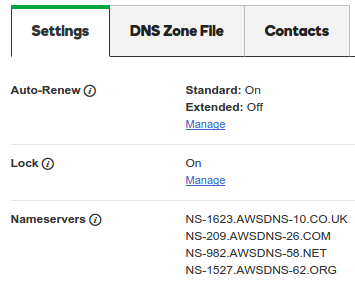 Settings DNS Zone File Contacts
Auto-Renew Standard: On
Extended: Off
Manage
Lock On
Manage
Nameservers NS-1623.AWSDNS-10.CO.UK
NS-209.AWSDNS-26.COM
NS-982.AWSDNS-58.NET
NS-1527.AWSDNS-62.ORG